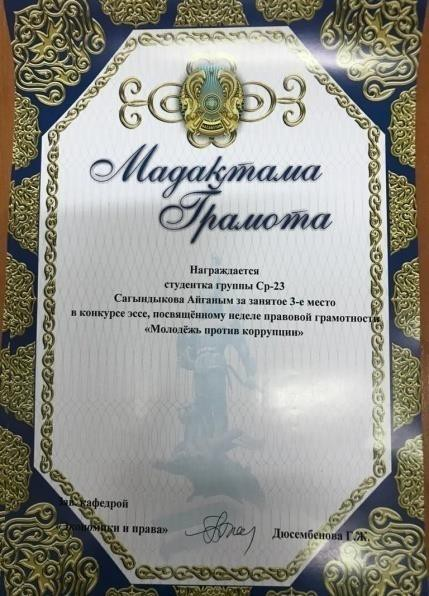 Мадақтама
Грамота
Награждается
студентка группы Ср-23
Сагындыкова Айганым за занятое 3-е место
в конкурсе эссе, посвящённому неделе правовой грамотности
«Молодёжь против коррупции»
Зав. кафедрой
«Экономики и права»
Дюсембенова Г.Ж.